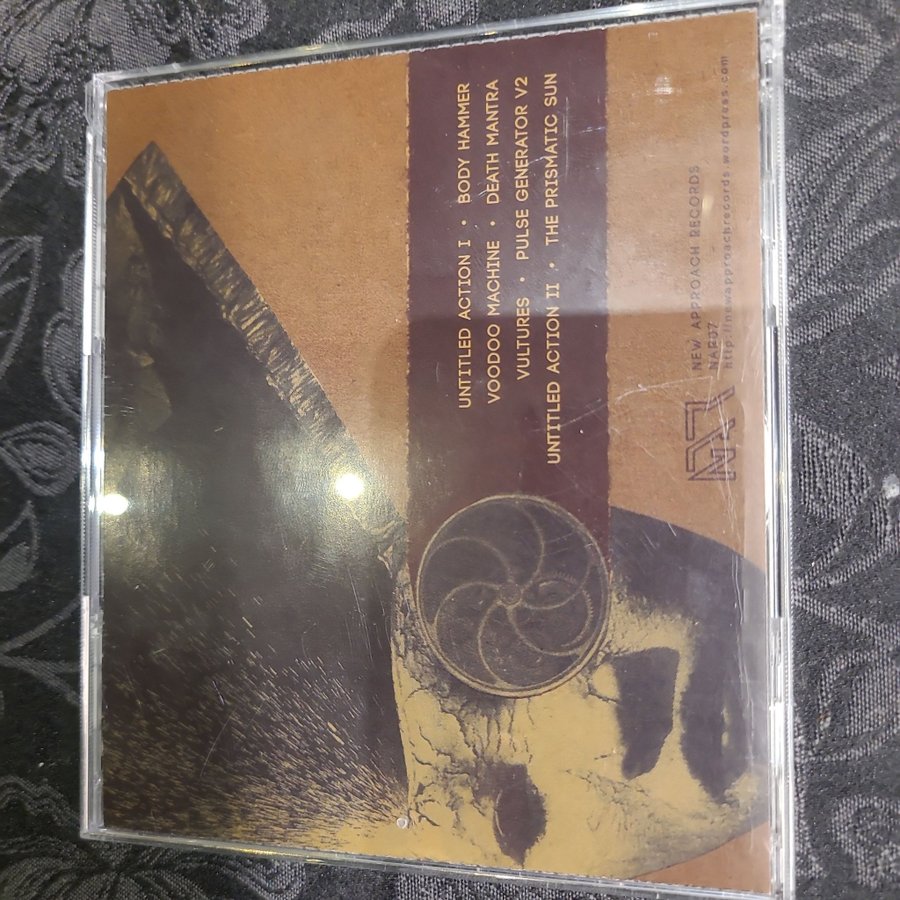 UNTITLED ACTION I • BODY HAMMER
VOODOO MACHINE • DEATH MANTRA
VULTURES • PULSE GENERATOR V2
UNTITLED ACTION II • THE PRISMATIC SUN
NEW APPROACH RECORDS
NAR37
http://newapproachrecords.wordpress.com